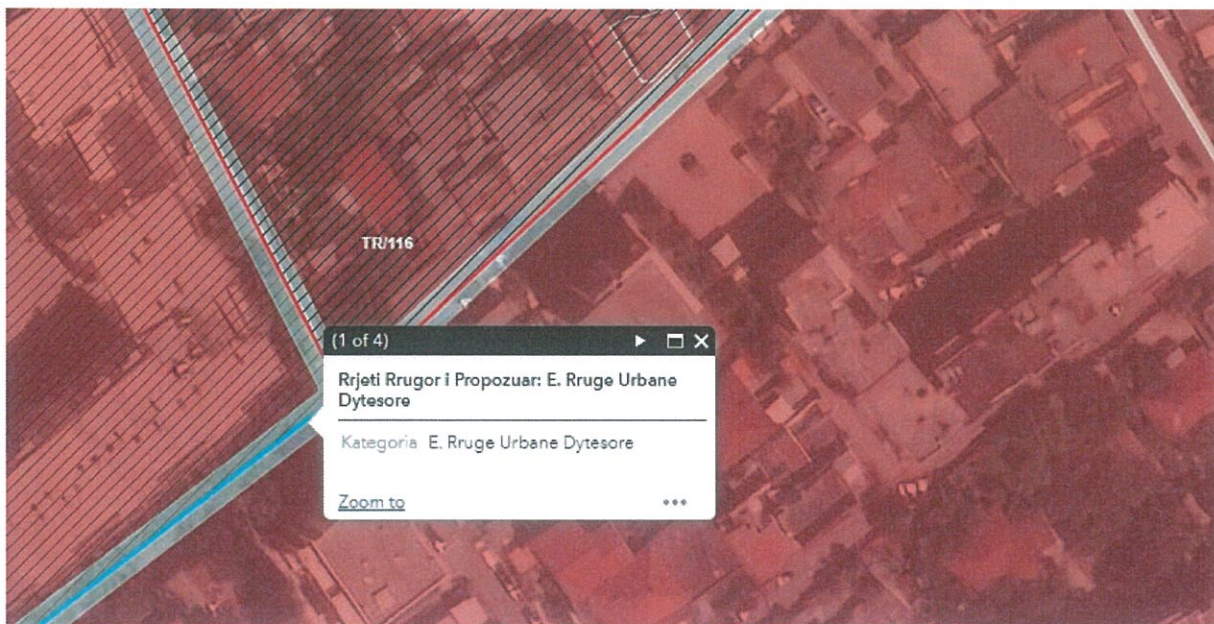 TR/116
(1 of 4)
Rrjeti Rrugor i Propozuar: E. Rruge Urbane
Dytesore
Kategoria E. Rruge Urbane Dytesore
Zoom to